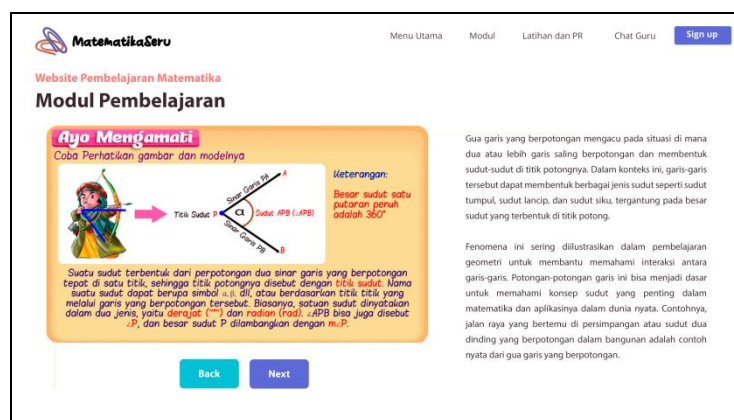 MatematikaSeru
Menu Utama
Modul
Latihan dan PR
Chat Guru
Sign up
Website Pembelajaran Matematika
Modul Pembelajaran
Ayo Mengamati
Coba Perhatikan gambar dan modelnya
Titik Sudut P
Sinar Garis PA
A
α
Sudut APB (∠APB)
Sinar Garis PB
B
Keterangan:
Besar sudut satu
putaran penuh
adalah 360°
Suatu sudut terbentuk dari perpotongan dua sinar garis yang berpotongan
tepat di satu titik, sehingga titik potongnya disebut dengan titik sudut. Nama
suatu sudut dapat berupa simbol α, β, dll, atau berdasarkan titik titik yang
melalui garis yang berpotongan tersebut. Biasanya, satuan sudut dinyatakan
dalam dua jenis, yaitu derajat ("°") dan radian (rad). ∠APB bisa juga disebut
∠P, dan besar sudut P dilambangkan dengan m∠P.
Back
Next
Gua garis yang berpotongan mengacu pada situasi di mana
dua atau lebih garis saling berpotongan dan membentuk
sudut-sudut di titik potongnya. Dalam konteks ini, garis-garis
tersebut dapat membentuk berbagai jenis sudut seperti sudut
tumpul, sudut lancip, dan sudut siku, tergantung pada besar
sudut yang terbentuk di titik potong.
Fenomena ini sering diilustrasikan dalam pembelajaran
geometri untuk membantu memahami interaksi antara
garis-garis. Potongan-potongan garis ini bisa menjadi dasar
untuk memahami konsep sudut yang penting dalam
matematika dan aplikasinya dalam dunia nyata. Contohnya,
jalan raya yang bertemu di persimpangan atau sudut dua
dinding yang berpotongan dalam bangunan adalah contoh
nyata dari gua garis yang berpotongan.